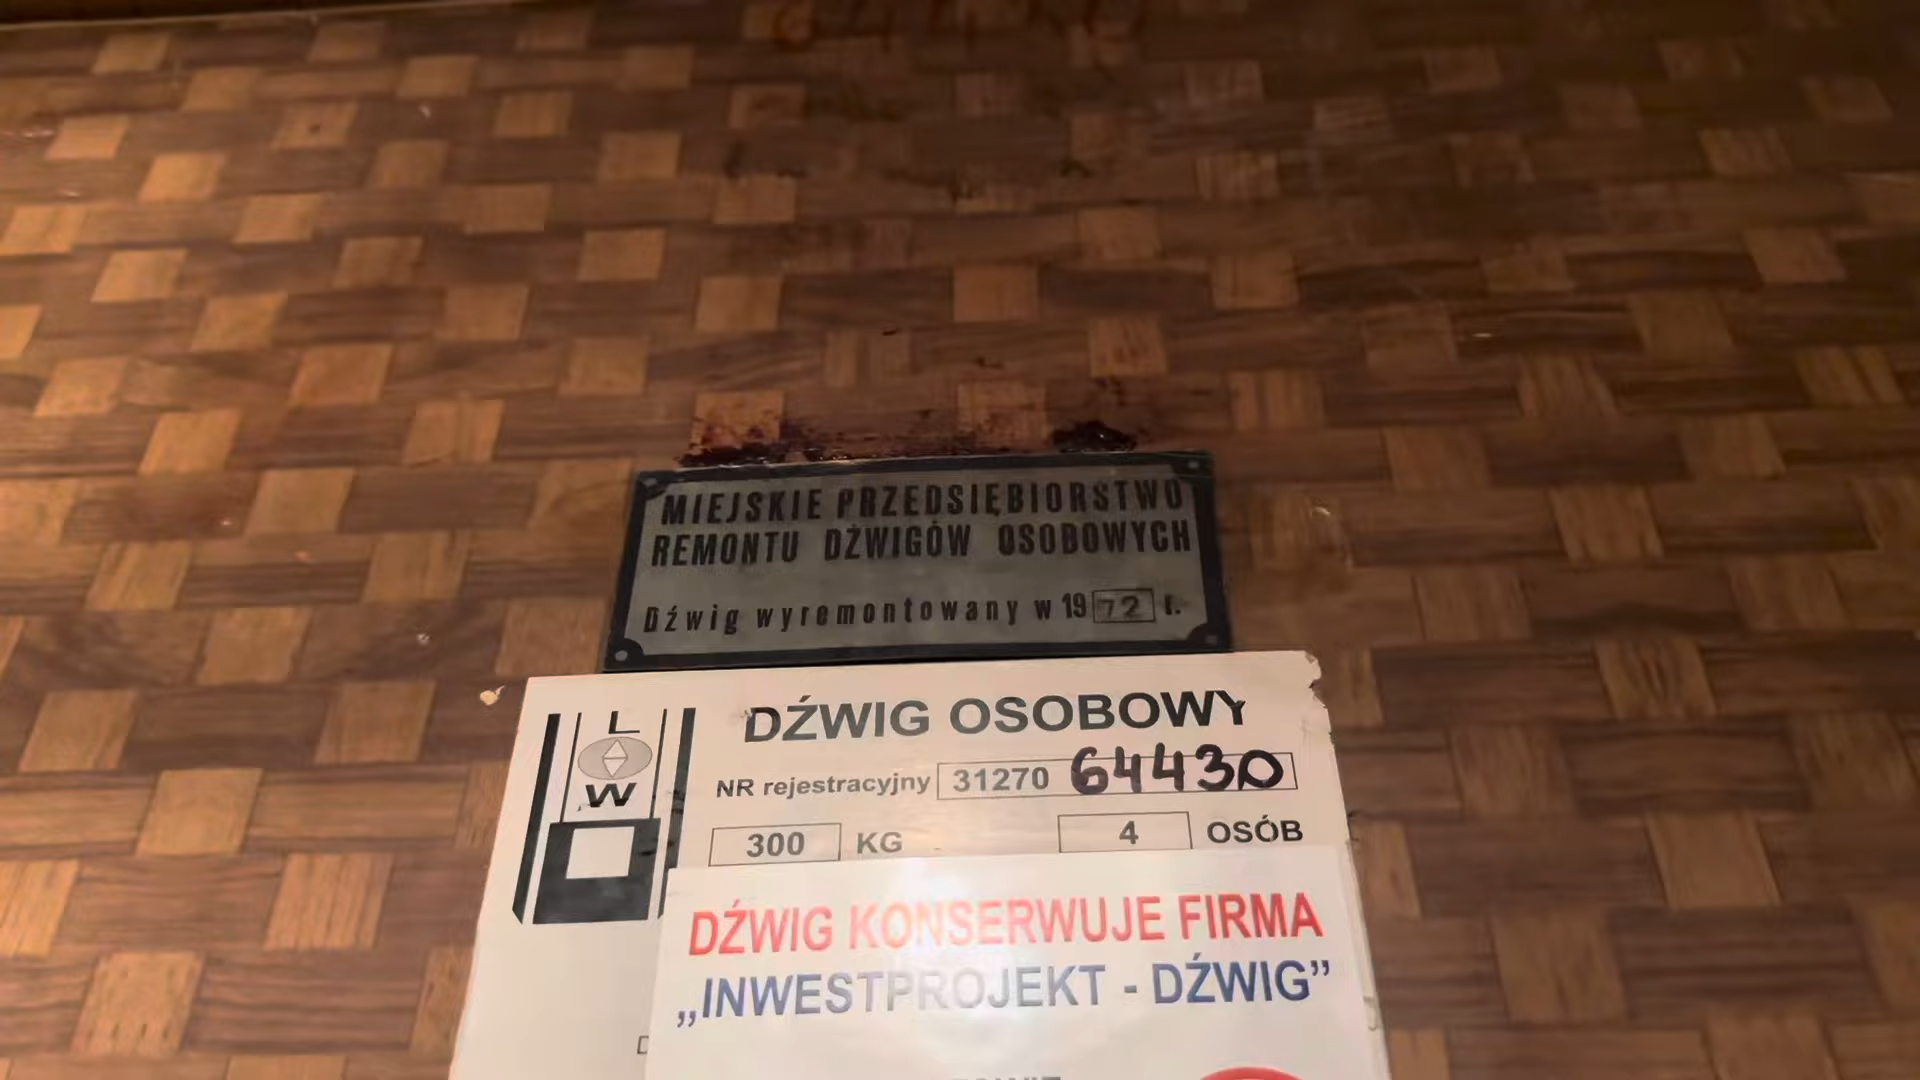 MIEJSKIE PRZEDSIĘBIORSTWO
REMONTU DŹWIGÓW OSOBOWYCH
Dźwig wyremontowany w 1972 r.
L
W
DŹWIG OSOBOWY
NR rejestracyjny 31270 64430
300 KG 4 OSÓB
DŹWIG KONSERWUJE FIRMA
„INWESTPROJEKT - DŹWIG”